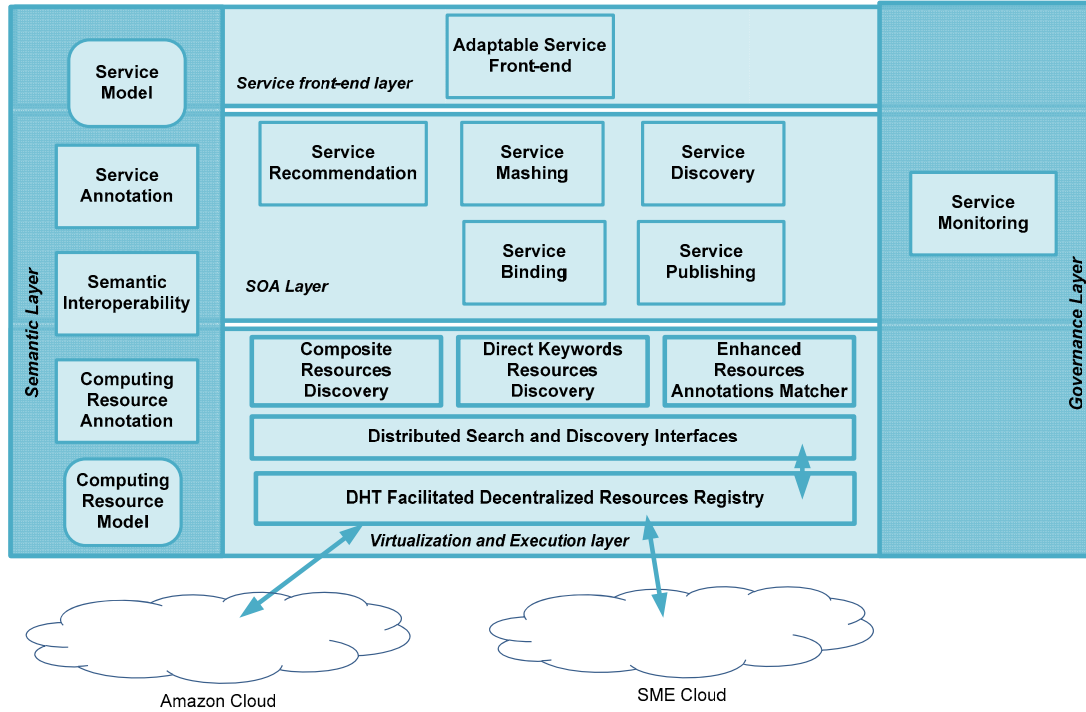 Service
Model
Service
Annotation
Semantic
Interoperability
Computing
Resource
Annotation
Computing
Resource
Model
Semantic Layer
Adaptable Service
Front-end
Service front-end layer
Service
Recommendation
Service
Mashing
Service
Discovery
Service
Binding
Service
Publishing
SOA Layer
Composite
Resources
Discovery
Direct Keywords
Resources
Discovery
Enhanced
Resources
Annotations Matcher
Distributed Search and Discovery Interfaces
DHT Facilitated Decentralized Resources Registry
Virtualization and Execution layer
Service
Monitoring
Governance Layer
Amazon Cloud
SME Cloud